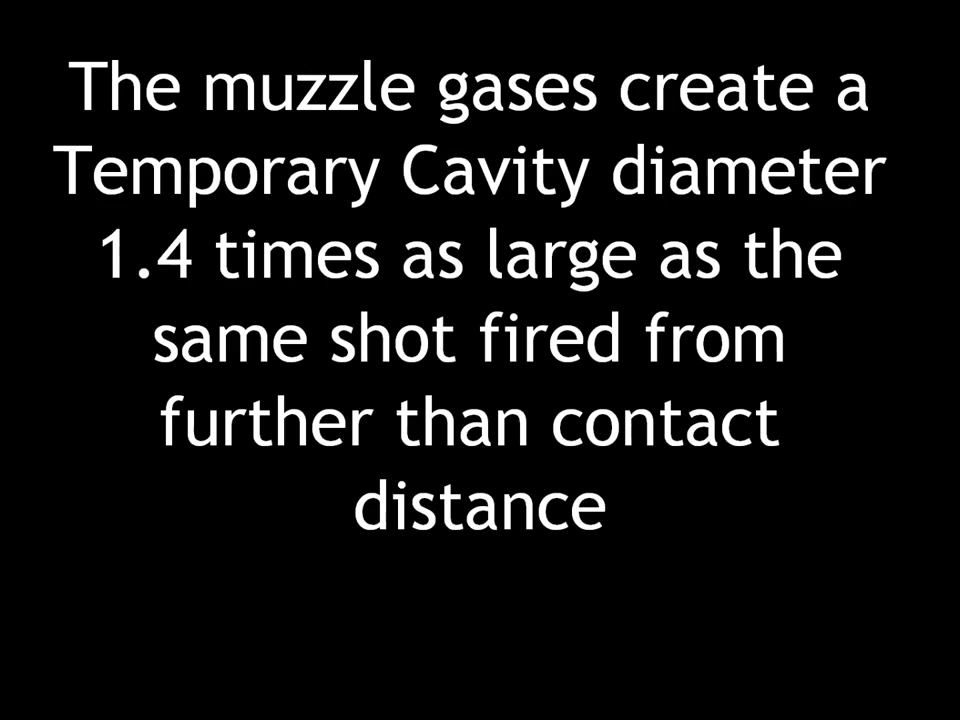 The muzzle gases create a
Temporary Cavity diameter
1.4 times as large as the
same shot fired from
further than contact
distance